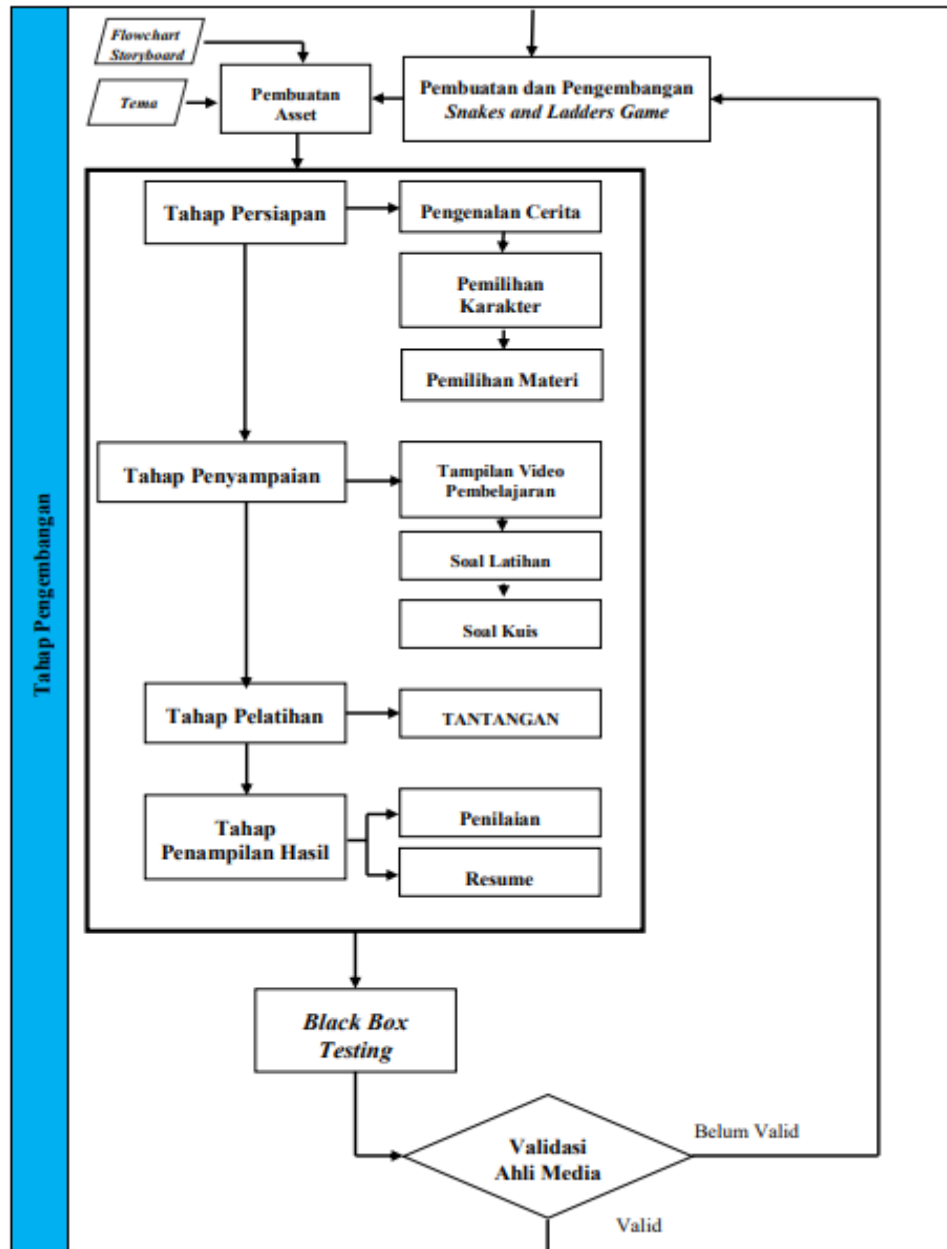 Tahap Pengembangan
Flowchart
Storyboard
Tema
Pembuatan
Asset
Pembuatan dan Pengembangan
Snakes and Ladders Game
Tahap Persiapan
Pengenalan Cerita
Pemilihan
Karakter
Pemilihan Materi
Tahap Penyampaian
Tampilan Video
Pembelajaran
Soal Latihan
Soal Kuis
Tahap Pelatihan
TANTANGAN
Tahap
Penampilan Hasil
Penilaian
Resume
Black Box
Testing
Validasi
Ahli Media
Belum Valid
Valid